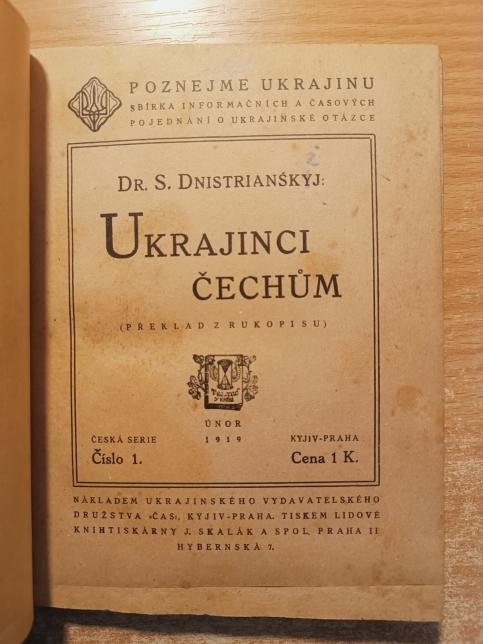 POZNEJME UKRAJINU
SBÍRKA INFORMAČNÍCH A ČASOVÝCH
POJEDNÁNÍ O UKRAJINSKÉ OTÁZCE
i
DR. S. DNISTRIANŚKYJ:
UKRAJINCI
ČECHŮM
(PŘEKLAD Z RUKOPISU)
ÚNOR
ČESKÁ SERIE 1919 KYJIV-PRAHA
Číslo 1. Cena 1 K.
NÁKLADEM UKRAJINSKÉHO VYDAVATELSKÉHO
DRUŽSTVA »ČAS«, KYJIV-PRAHA. TISKEM LIDOVÉ
KNIHTISKÁRNY J. SKALÁK A SPOL. PRAHA II
HYBERNSKÁ 7.